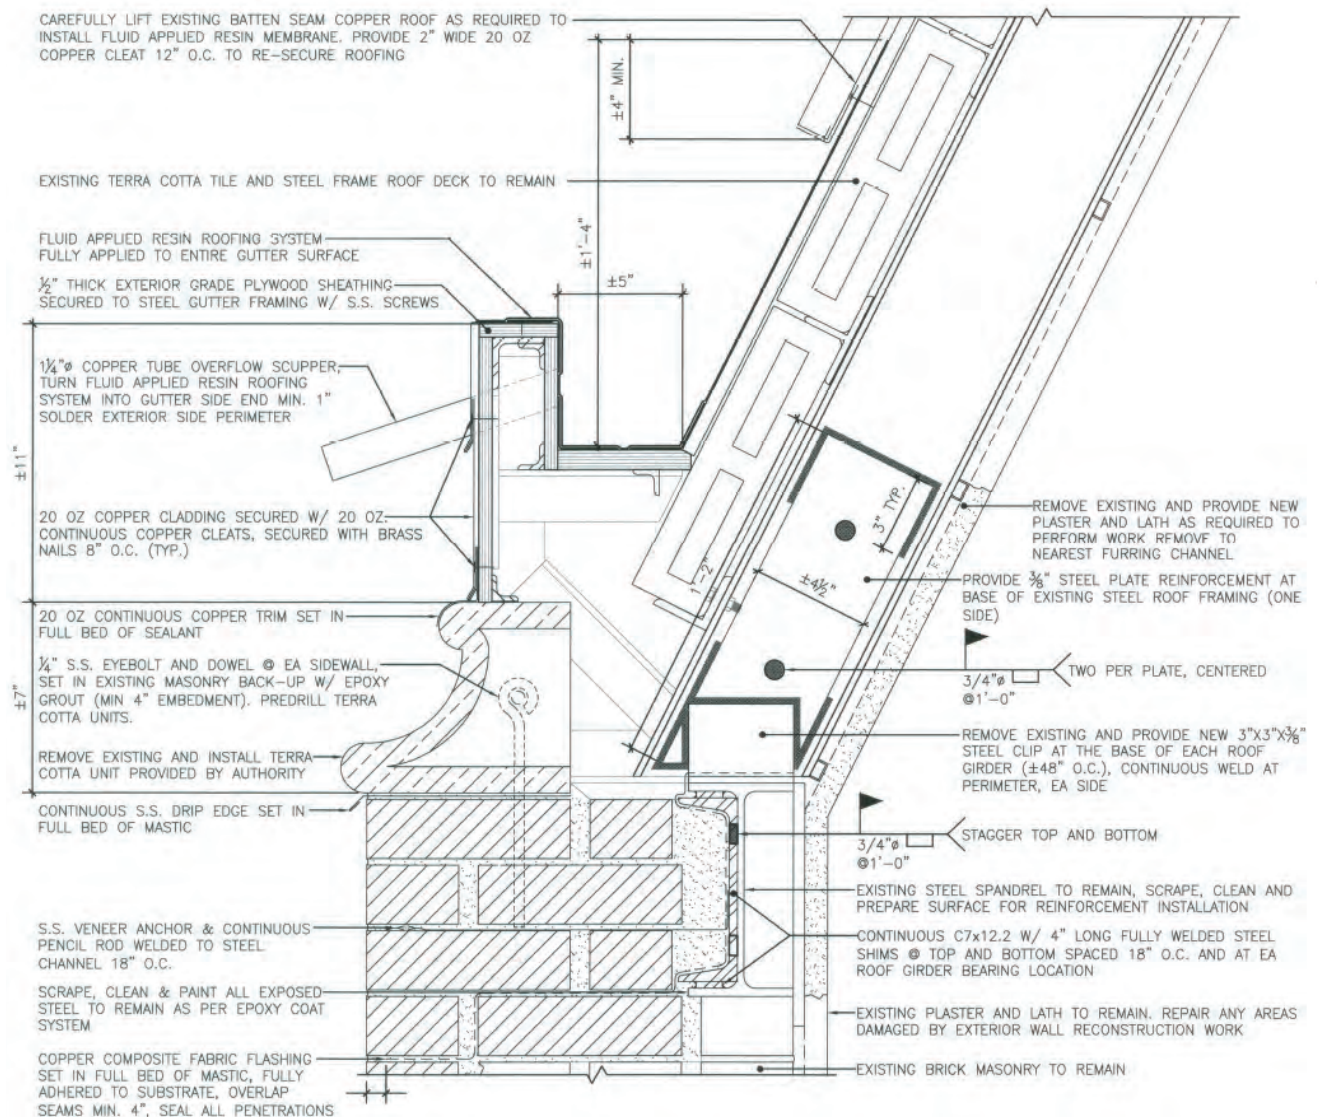 CAREFULLY LIFT EXISTING BATTEN SEAM COPPER ROOF AS REQUIRED TO
INSTALL FLUID APPLIED RESIN MEMBRANE. PROVIDE 2" WIDE 20 OZ
COPPER CLEAT 12" O.C. TO RE-SECURE ROOFING
±4" MIN.
EXISTING TERRA COTTA TILE AND STEEL FRAME ROOF DECK TO REMAIN
±1'-4"
FLUID APPLIED RESIN ROOFING SYSTEM
FULLY APPLIED TO ENTIRE GUTTER SURFACE
±5"
½" THICK EXTERIOR GRADE PLYWOOD SHEATHING
SECURED TO STEEL GUTTER FRAMING W/ S.S. SCREWS
1¼"ø COPPER TUBE OVERFLOW SCUPPER,
TURN FLUID APPLIED RESIN ROOFING
SYSTEM INTO GUTTER SIDE END MIN. 1"
SOLDER EXTERIOR SIDE PERIMETER
±11"
20 OZ COPPER CLADDING SECURED W/ 20 OZ.
CONTINUOUS COPPER CLEATS, SECURED WITH BRASS
NAILS 8" O.C. (TYP.)
20 OZ CONTINUOUS COPPER TRIM SET IN
FULL BED OF SEALANT
¼" S.S. EYEBOLT AND DOWEL @ EA SIDEWALL,
SET IN EXISTING MASONRY BACK-UP W/ EPOXY
GROUT (MIN 4" EMBEDMENT). PREDRILL TERRA
COTTA UNITS.
±7"
REMOVE EXISTING AND INSTALL TERRA
COTTA UNIT PROVIDED BY AUTHORITY
CONTINUOUS S.S. DRIP EDGE SET IN
FULL BED OF MASTIC
S.S. VENEER ANCHOR & CONTINUOUS
PENCIL ROD WELDED TO STEEL
CHANNEL 18" O.C.
SCRAPE, CLEAN & PAINT ALL EXPOSED
STEEL TO REMAIN AS PER EPOXY COAT
SYSTEM
COPPER COMPOSITE FABRIC FLASHING
SET IN FULL BED OF MASTIC, FULLY
ADHERED TO SUBSTRATE, OVERLAP
SEAMS MIN. 4", SEAL ALL PENETRATIONS
3" TYP.
1'-2"
±4½"
REMOVE EXISTING AND PROVIDE NEW
PLASTER AND LATH AS REQUIRED TO
PERFORM WORK REMOVE TO
NEAREST FURRING CHANNEL
PROVIDE ⅜" STEEL PLATE REINFORCEMENT AT
BASE OF EXISTING STEEL ROOF FRAMING (ONE
SIDE)
TWO PER PLATE, CENTERED
3/4"ø
@1'-0"
REMOVE EXISTING AND PROVIDE NEW 3"X3"X⅜"
STEEL CLIP AT THE BASE OF EACH ROOF
GIRDER (±48" O.C.), CONTINUOUS WELD AT
PERIMETER, EA SIDE
STAGGER TOP AND BOTTOM
3/4"ø
@1'-0"
EXISTING STEEL SPANDREL TO REMAIN, SCRAPE, CLEAN AND
PREPARE SURFACE FOR REINFORCEMENT INSTALLATION
CONTINUOUS C7x12.2 W/ 4" LONG FULLY WELDED STEEL
SHIMS @ TOP AND BOTTOM SPACED 18" O.C. AND AT EA
ROOF GIRDER BEARING LOCATION
EXISTING PLASTER AND LATH TO REMAIN. REPAIR ANY AREAS
DAMAGED BY EXTERIOR WALL RECONSTRUCTION WORK
EXISTING BRICK MASONRY TO REMAIN